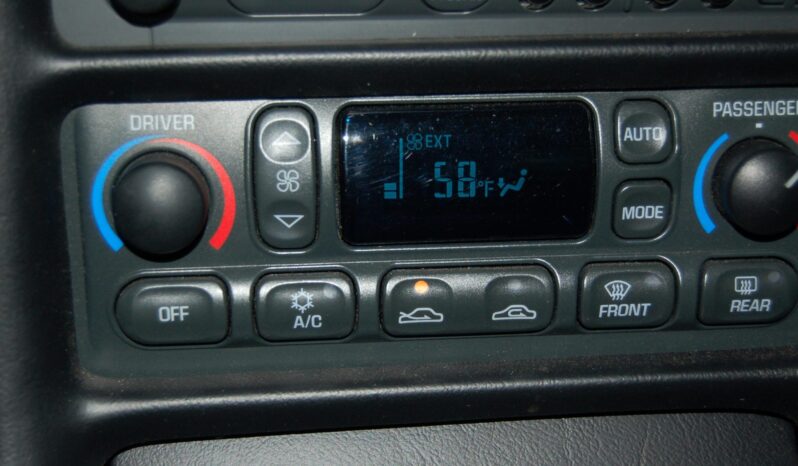 DRIVER
PASSENGER
EXT
58°F
AUTO
MODE
OFF
A/C
FRONT
REAR